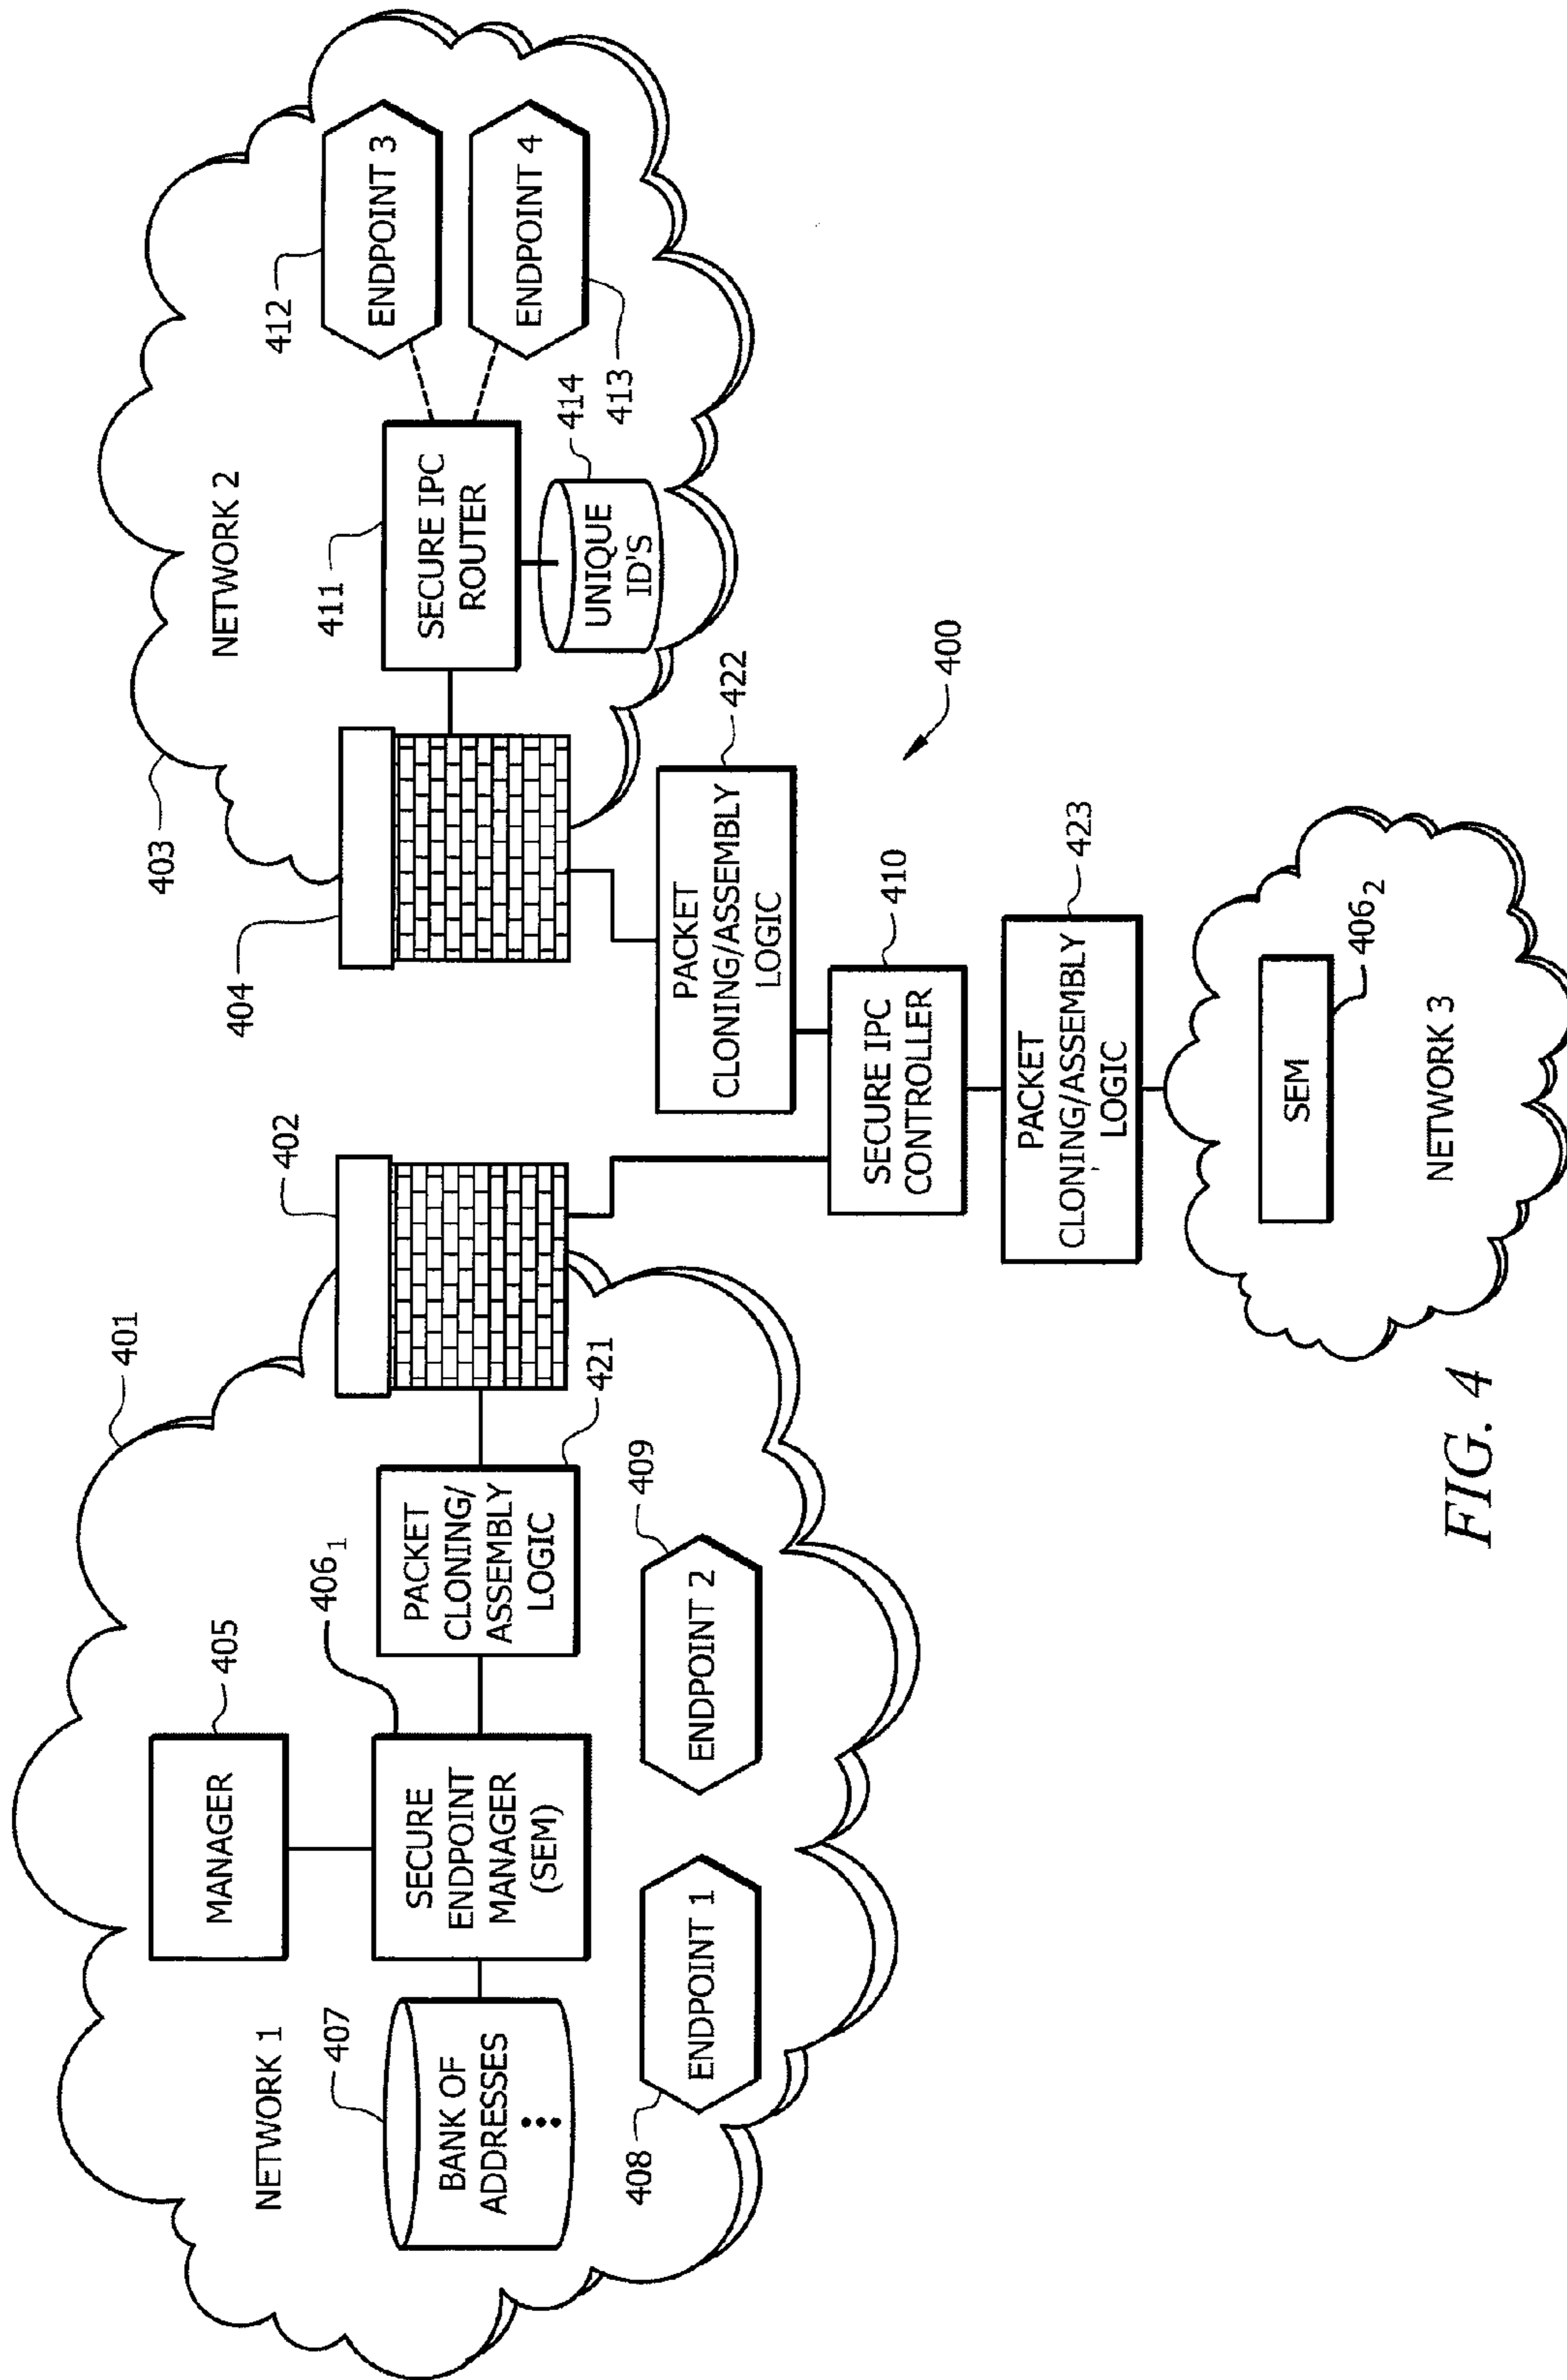 401
NETWORK 1
405
MANAGER
407
BANK OF
ADDRESSES
406₁
SECURE
ENDPOINT
MANAGER
(SEM)
PACKET
CLONING/
ASSEMBLY
LOGIC
421
402
408
ENDPOINT 1
ENDPOINT 2
409
403
NETWORK 2
404
411
SECURE IPC
ROUTER
412
ENDPOINT 3
ENDPOINT 4
413
414
UNIQUE
ID'S
PACKET
CLONING/ASSEMBLY
LOGIC
422
400
SECURE IPC
CONTROLLER
410
PACKET
CLONING/ASSEMBLY
LOGIC
423
SEM
406₂
NETWORK 3
FIG. 4